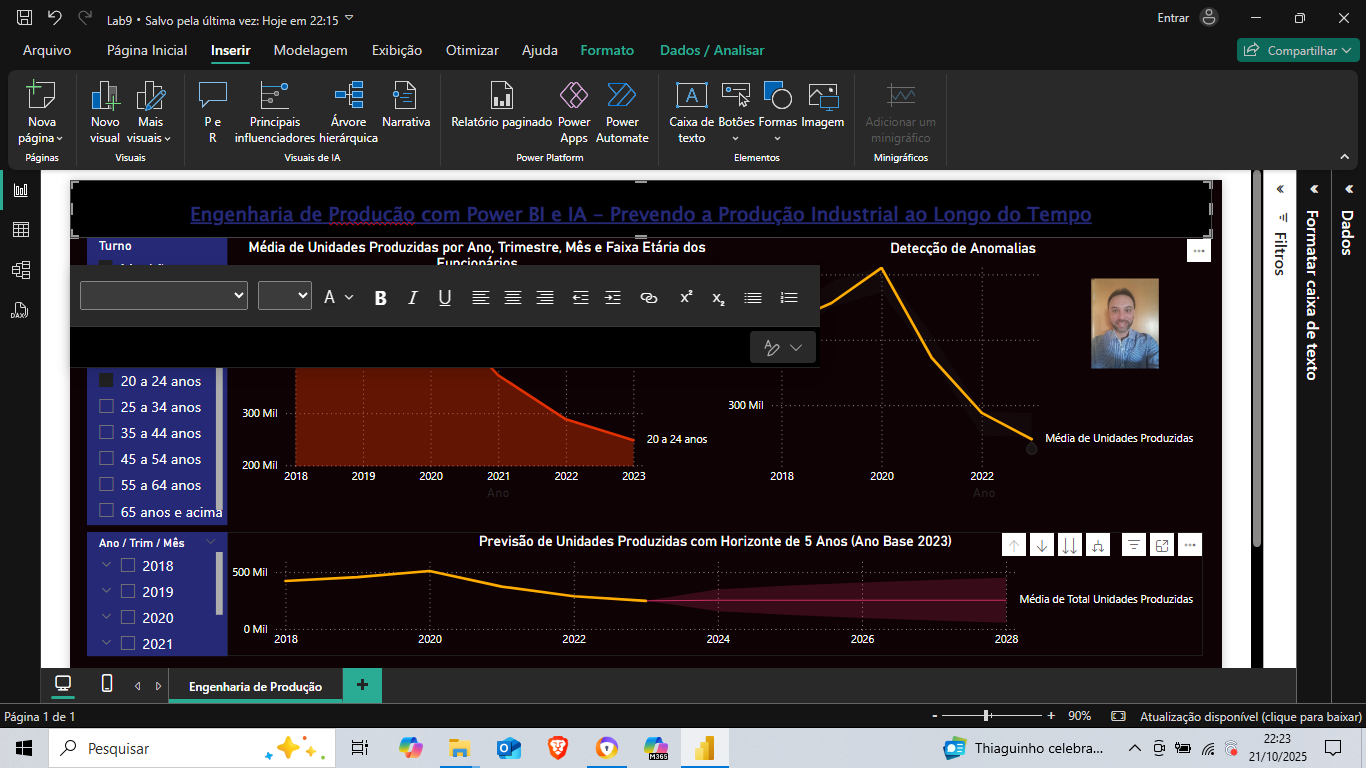 Lab9 • Salvo pela última vez: Hoje em 22:15
Entrar
Arquivo
Página Inicial
Inserir
Modelagem
Exibição
Otimizar
Ajuda
Formato
Dados / Analisar
Compartilhar
Nova página
Novo visual
Mais visuais
P e R
Principais influenciadores
Árvore hierárquica
Narrativa
Relatório paginado
Power Apps
Power Automate
Caixa de texto
Botões
Formas
Imagem
Adicionar um minigráfico
Páginas
Visuais
Visuais de IA
Power Platform
Elementos
Minigráficos
Engenharia de Produção com Power BI e IA – Prevendo a Produção Industrial ao Longo do Tempo
Turno
Média de Unidades Produzidas por Ano, Trimestre, Mês e Faixa Etária dos
Funcionários
Detecção de Anomalias
20 a 24 anos
25 a 34 anos
35 a 44 anos
45 a 54 anos
55 a 64 anos
65 anos e acima
300 Mil
200 Mil
20 a 24 anos
2018 2019 2020 2021 2022 2023
Ano
300 Mil
Média de Unidades Produzidas
2018 2020 2022
Ano
Ano / Trim / Mês
2018
2019
2020
2021
Previsão de Unidades Produzidas com Horizonte de 5 Anos (Ano Base 2023)
500 Mil
0 Mil
Média de Total Unidades Produzidas
2018 2020 2022 2024 2026 2028
Filtros
Formatar caixa de texto
Dados
Engenharia de Produção
Página 1 de 1
90%
Atualização disponível (clique para baixar)
Pesquisar
M365
Thiaguinho celebra...
22:23
21/10/2025